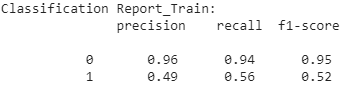 Classification Report_Train:
precision recall f1-score
0 0.96 0.94 0.95
1 0.49 0.56 0.52